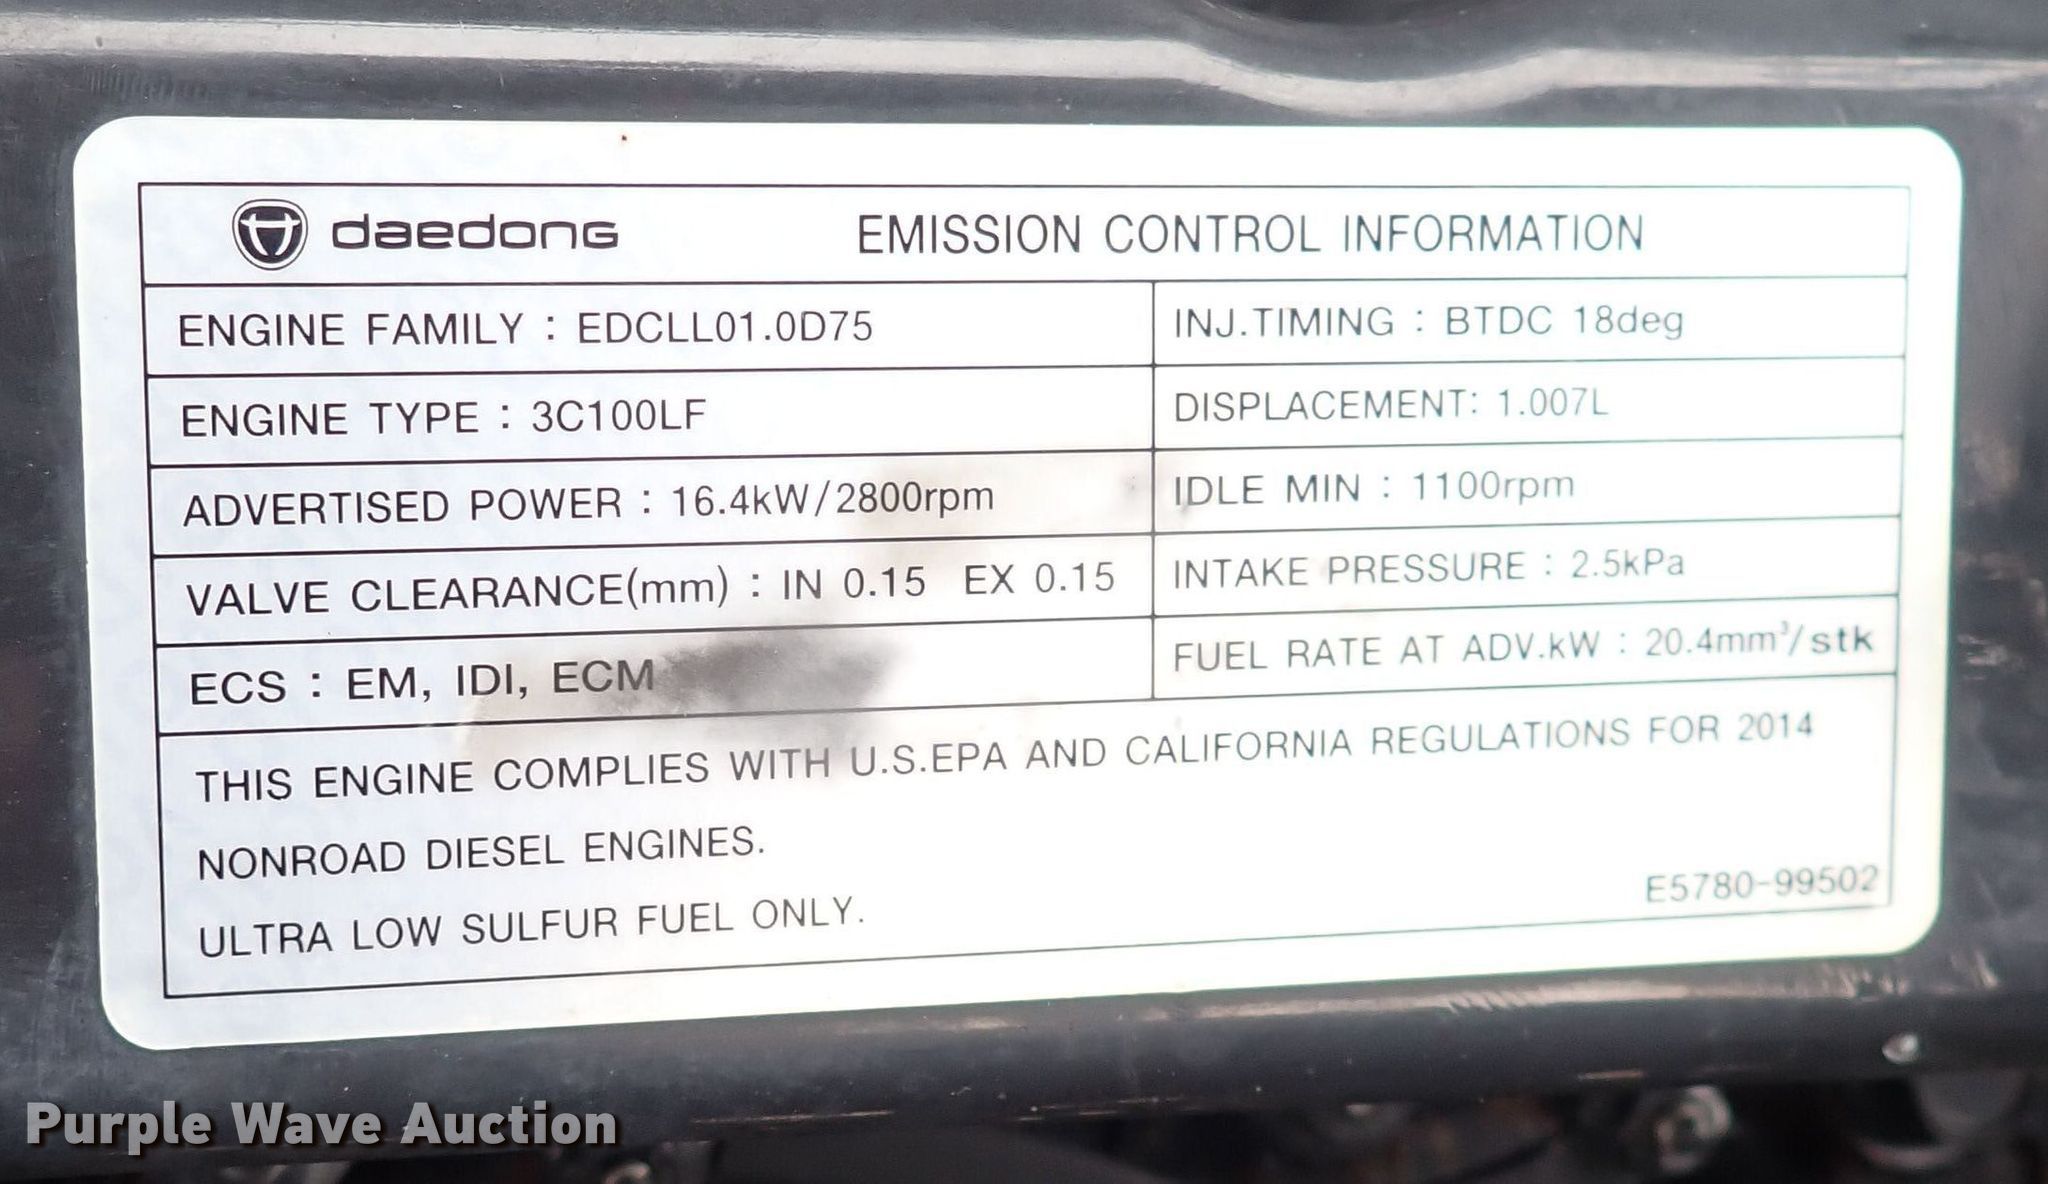 daedong EMISSION CONTROL INFORMATION
ENGINE FAMILY : EDCLL01.0D75
INJ.TIMING : BTDC 18deg
ENGINE TYPE : 3C100LF
DISPLACEMENT: 1.007L
ADVERTISED POWER : 16.4kW/2800rpm
IDLE MIN : 1100rpm
VALVE CLEARANCE(mm) : IN 0.15 EX 0.15
INTAKE PRESSURE : 2.5kPa
ECS : EM, IDI, ECM
FUEL RATE AT ADV.kW : 20.4mm³/stk
THIS ENGINE COMPLIES WITH U.S.EPA AND CALIFORNIA REGULATIONS FOR 2014
NONROAD DIESEL ENGINES.
ULTRA LOW SULFUR FUEL ONLY.
E5780-99502
Purple Wave Auction